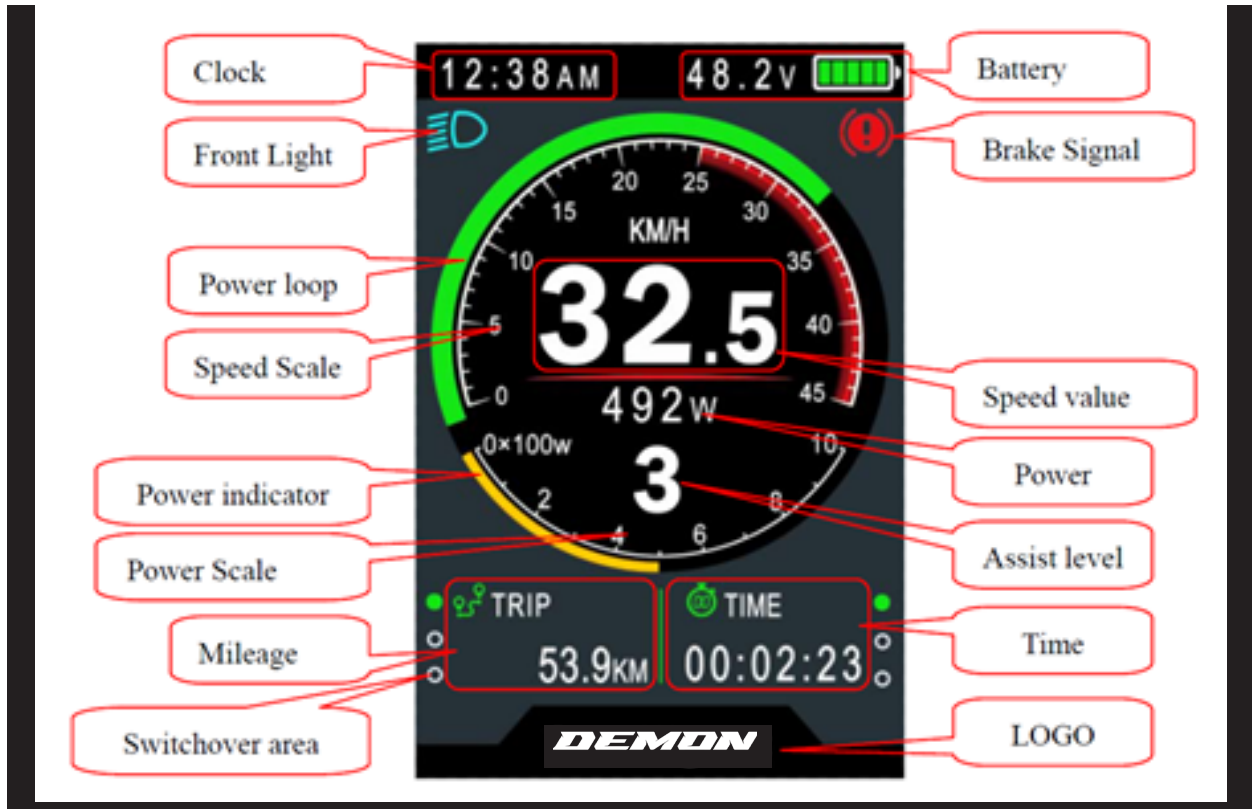 Clock
12:38AM
48.2V
Battery
Front Light
Brake Signal
20
25
15
30
KM/H
10
35
Power loop
32.5
5
40
Speed Scale
0
45
492W
Speed value
0×100w
10
3
Power
Power indicator
2
8
4
6
Assist level
Power Scale
TRIP
TIME
Mileage
53.9KM
00:02:23
Time
Switchover area
DEMON
LOGO